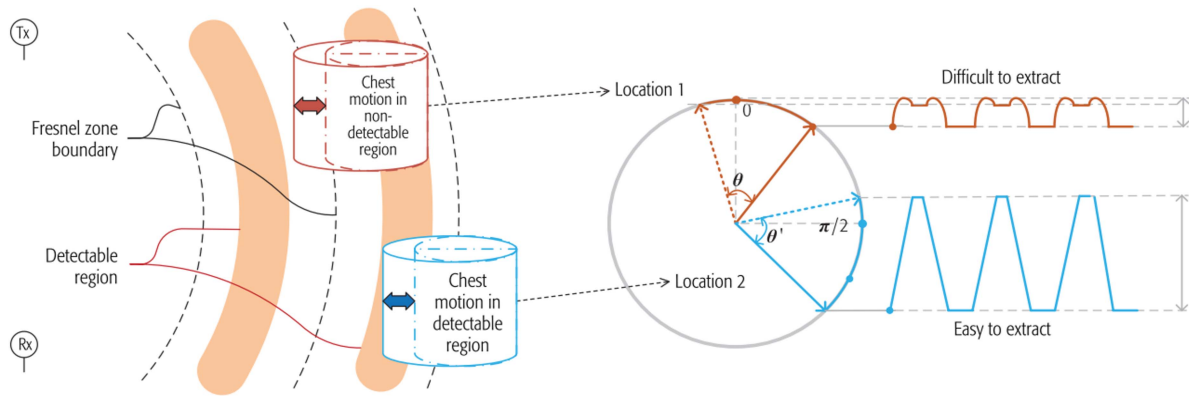 Tx
Fresnel zone
boundary
Detectable
region
Rx
Chest
motion in
non-
detectable
region
Chest
motion in
detectable
region
Location 1
Location 2
0
θ
π/2
θ'
Difficult to extract
Easy to extract